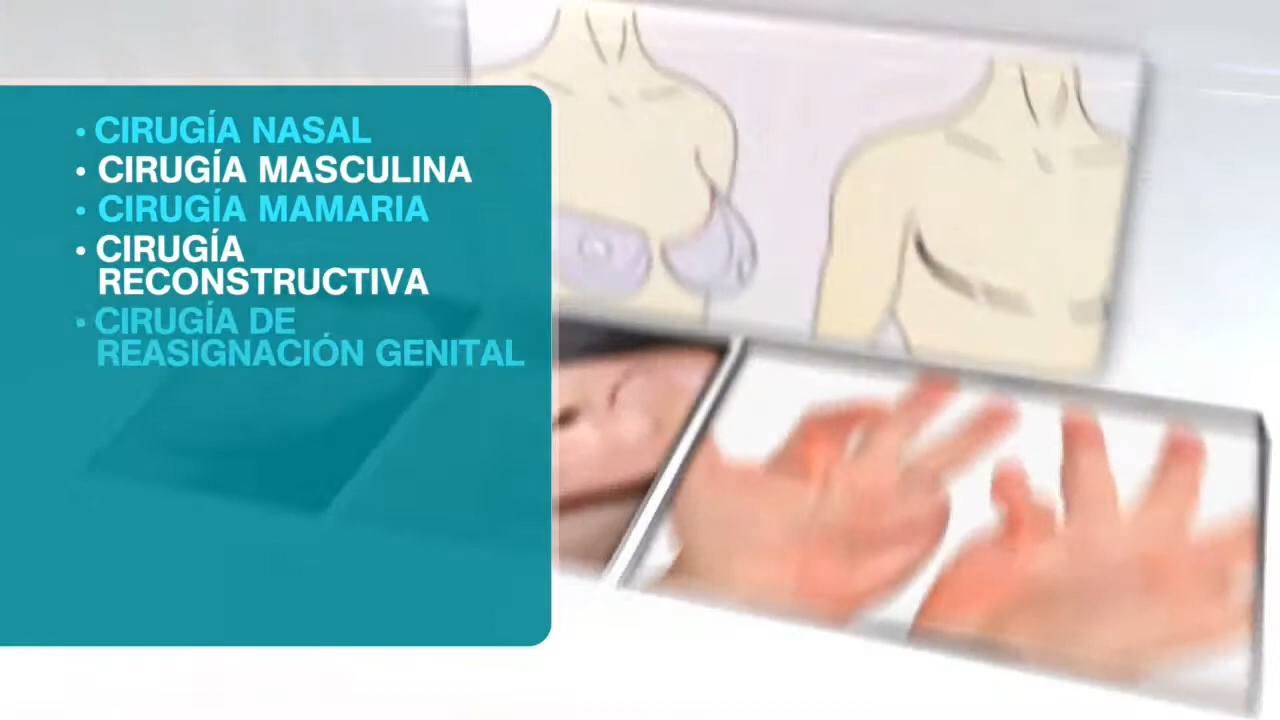 • CIRUGÍA NASAL
• CIRUGÍA MASCULINA
• CIRUGÍA MAMARIA
• CIRUGÍA
RECONSTRUCTIVA
• CIRUGÍA DE
REASIGNACIÓN GENITAL